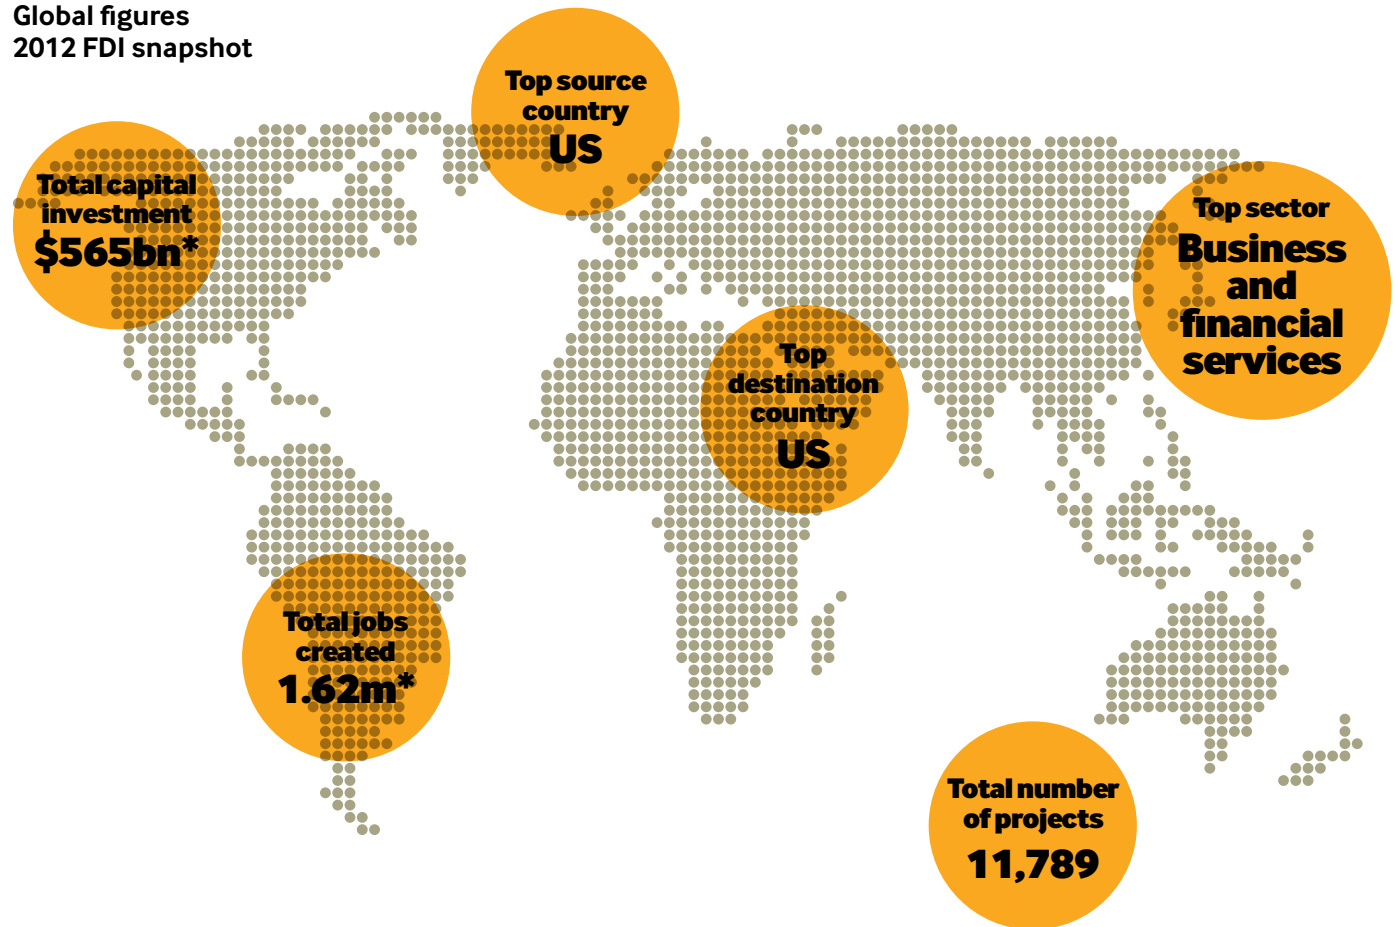 Global figures
2012 FDI snapshot
Top source
country
US
Total capital
investment
$565bn*
Top sector
Business
and
financial
services
Top
destination
country
US
Total jobs
created
1.62m*
Total number
of projects
11,789